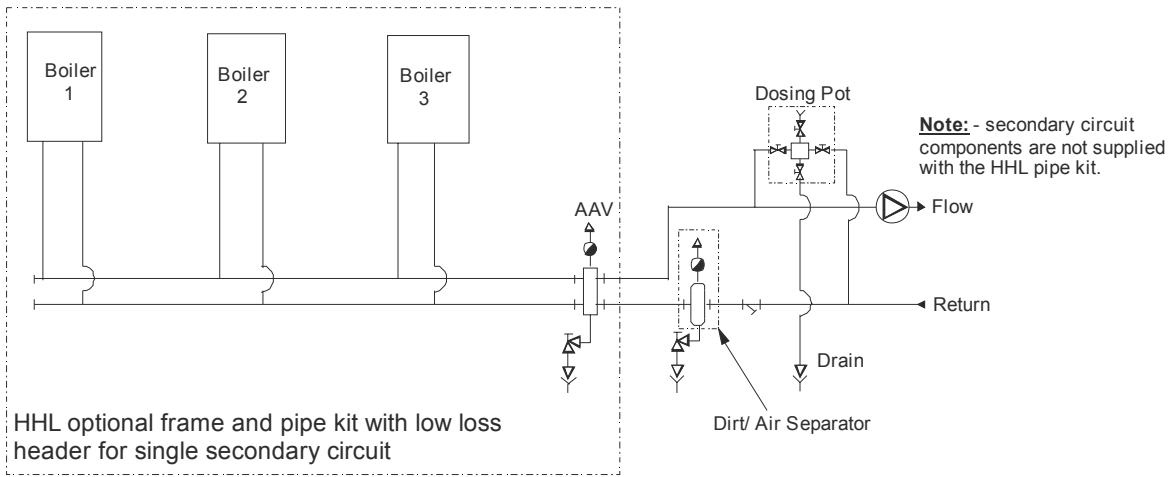 Boiler
1
Boiler
2
Boiler
3
Dosing Pot
Note: - secondary circuit
components are not supplied
with the HHL pipe kit.
AAV
Flow
Return
Drain
Dirt/ Air Separator
HHL optional frame and pipe kit with low loss
header for single secondary circuit